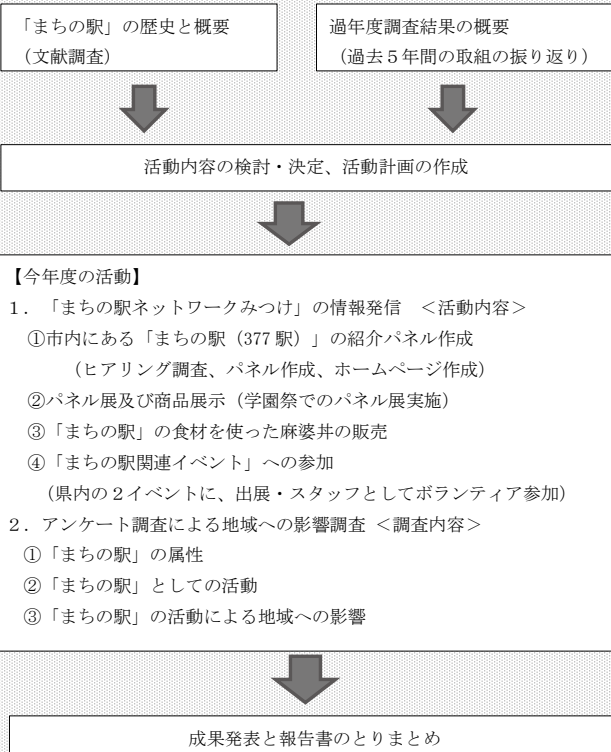 「まちの駅」の歴史と概要
（文献調査）
過年度調査結果の概要
（過去５年間の取組の振り返り）
活動内容の検討・決定、活動計画の作成
【今年度の活動】
１．「まちの駅ネットワークみつけ」の情報発信　＜活動内容＞
①市内にある「まちの駅（377 駅）」の紹介パネル作成
（ヒアリング調査、パネル作成、ホームページ作成）
②パネル展及び商品展示（学園祭でのパネル展実施）
③「まちの駅」の食材を使った麻婆丼の販売
④「まちの駅関連イベント」への参加
（県内の２イベントに、出展・スタッフとしてボランティア参加）
２．アンケート調査による地域への影響調査 ＜調査内容＞
①「まちの駅」の属性
②「まちの駅」としての活動
③「まちの駅」の活動による地域への影響
成果発表と報告書のとりまとめ